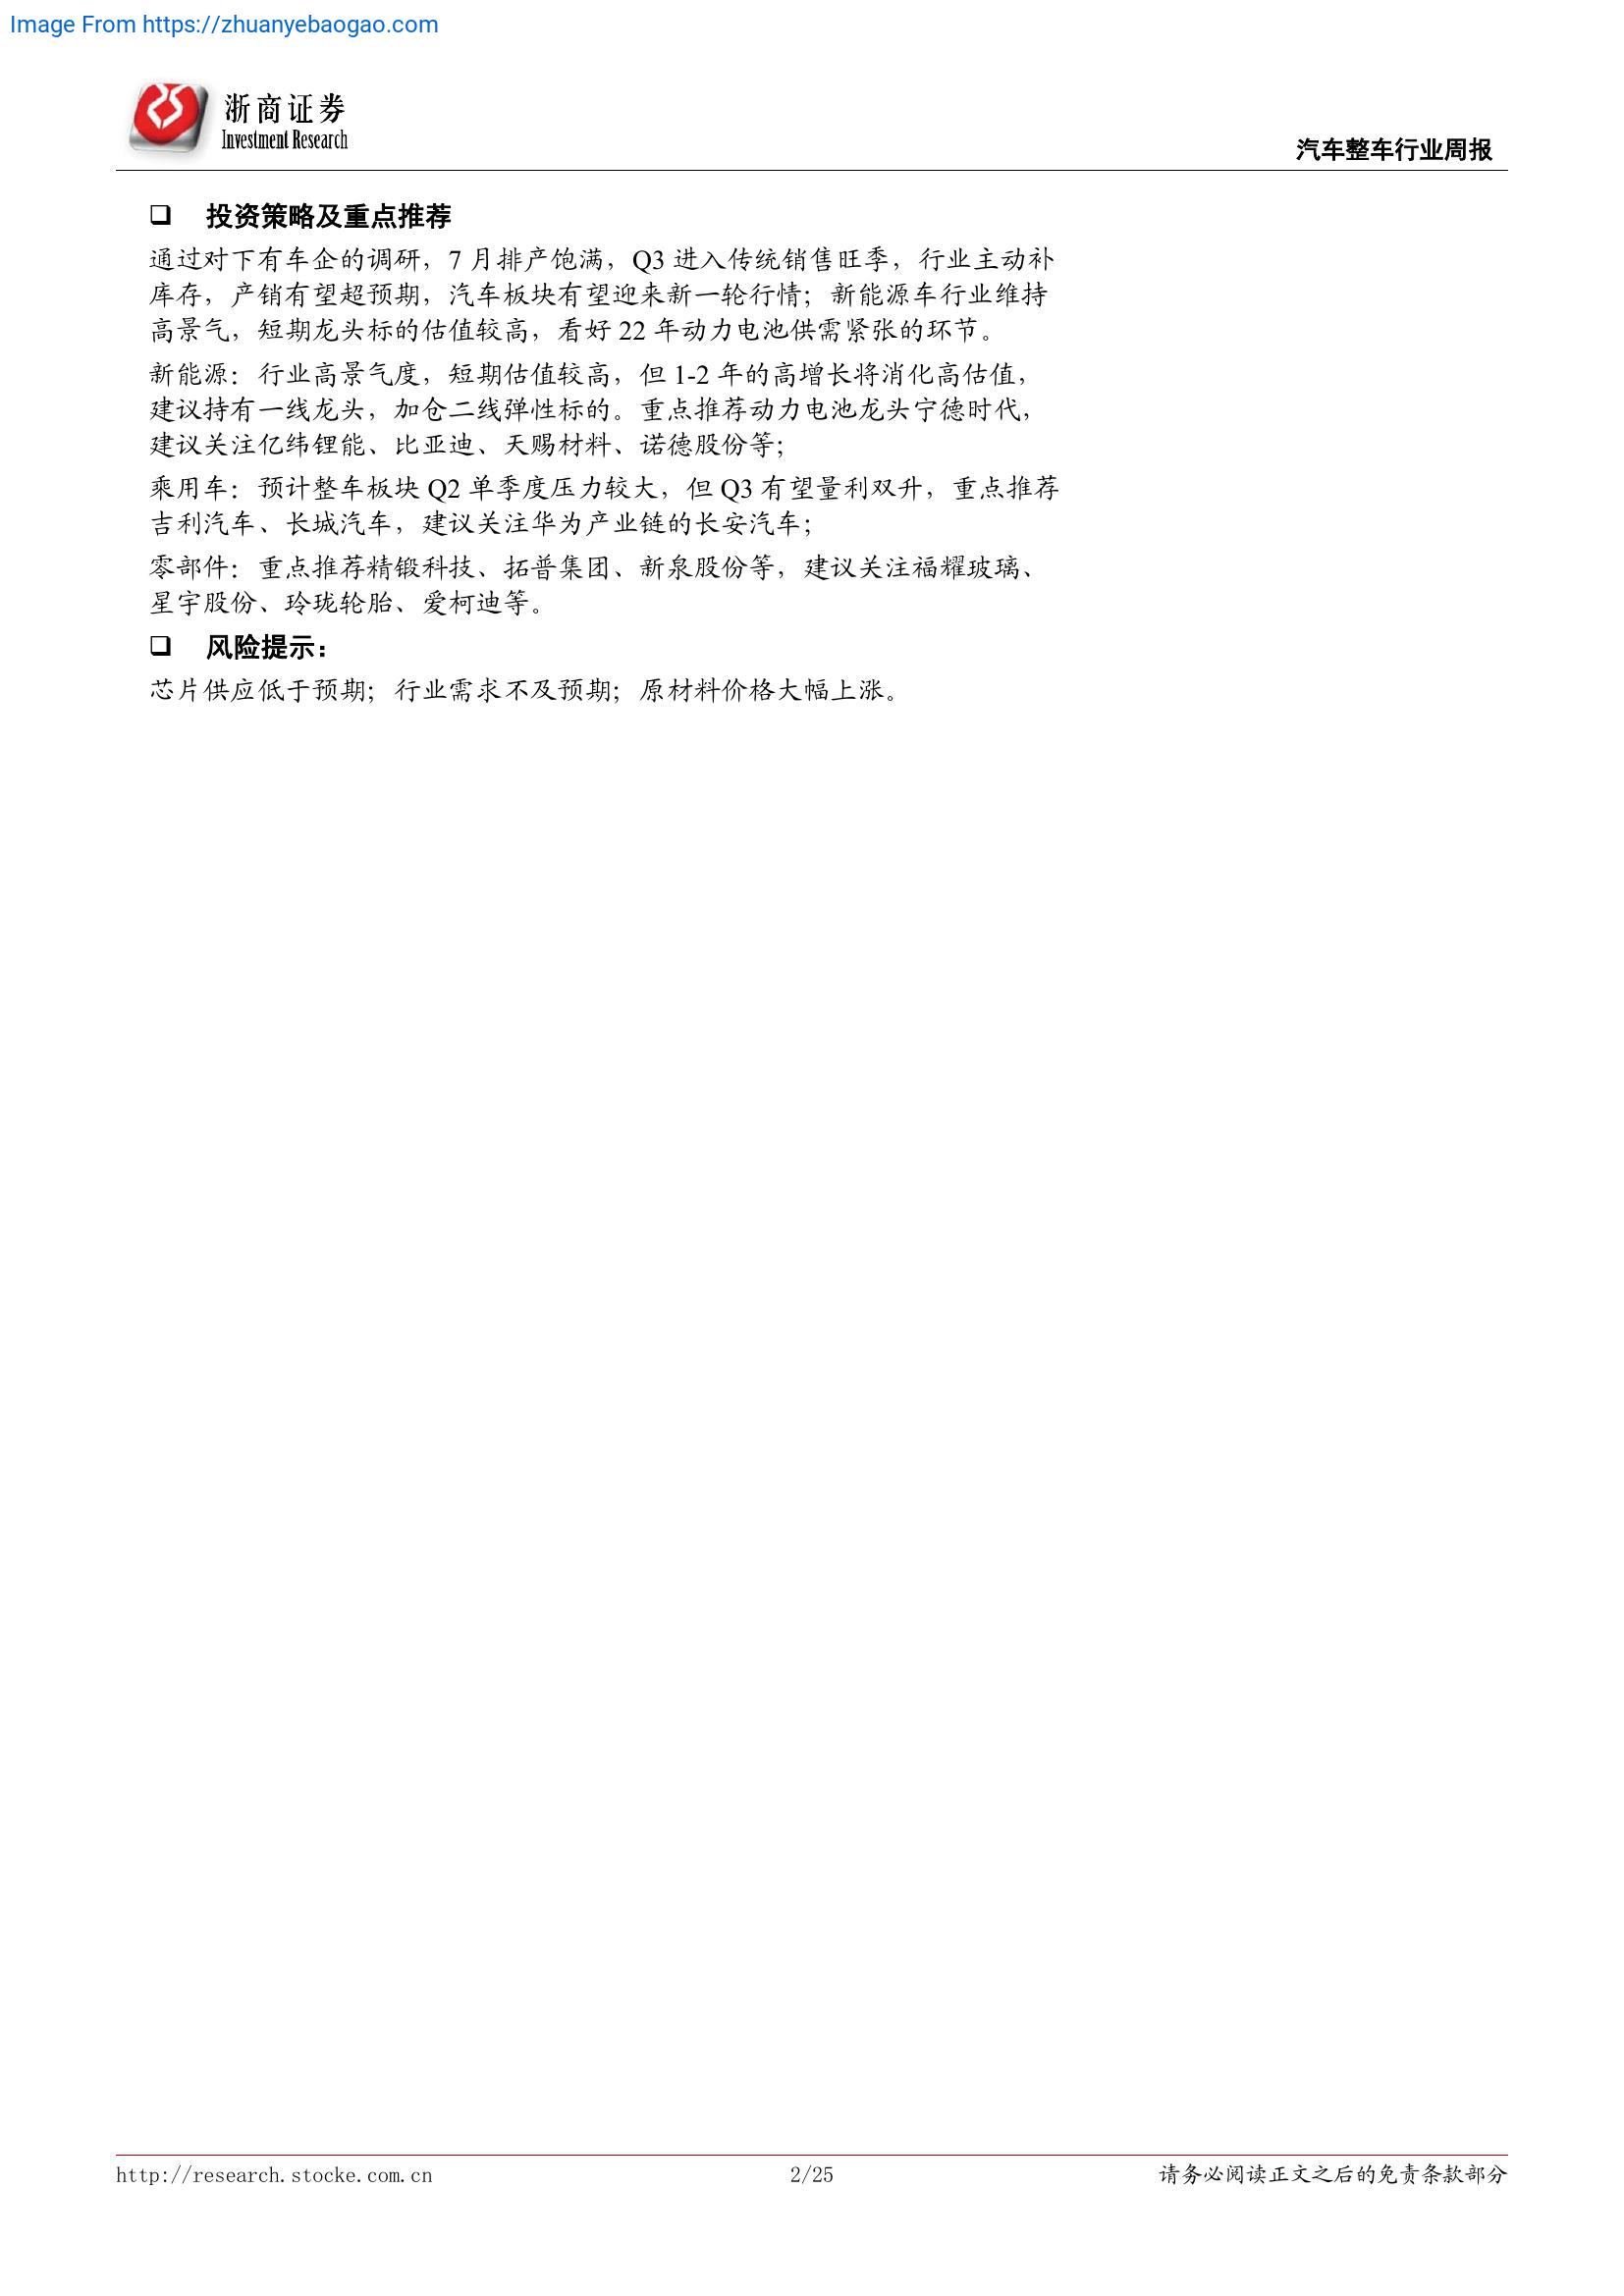 Image From https://zhuanyebaogao.com
浙商证券
Investment Research
汽车整车行业周报
❑ 投资策略及重点推荐
通过对下有车企的调研，7 月排产饱满，Q3 进入传统销售旺季，行业主动补
库存，产销有望超预期，汽车板块有望迎来新一轮行情；新能源车行业维持
高景气，短期龙头标的估值较高，看好 22 年动力电池供需紧张的环节。
新能源：行业高景气度，短期估值较高，但 1-2 年的高增长将消化高估值，
建议持有一线龙头，加仓二线弹性标的。重点推荐动力电池龙头宁德时代，
建议关注亿纬锂能、比亚迪、天赐材料、诺德股份等；
乘用车：预计整车板块 Q2 单季度压力较大，但 Q3 有望量利双升，重点推荐
吉利汽车、长城汽车，建议关注华为产业链的长安汽车；
零部件：重点推荐精锻科技、拓普集团、新泉股份等，建议关注福耀玻璃、
星宇股份、玲珑轮胎、爱柯迪等。
❑ 风险提示：
芯片供应低于预期；行业需求不及预期；原材料价格大幅上涨。
http://research.stocke.com.cn
2/25
请务必阅读正文之后的免责条款部分